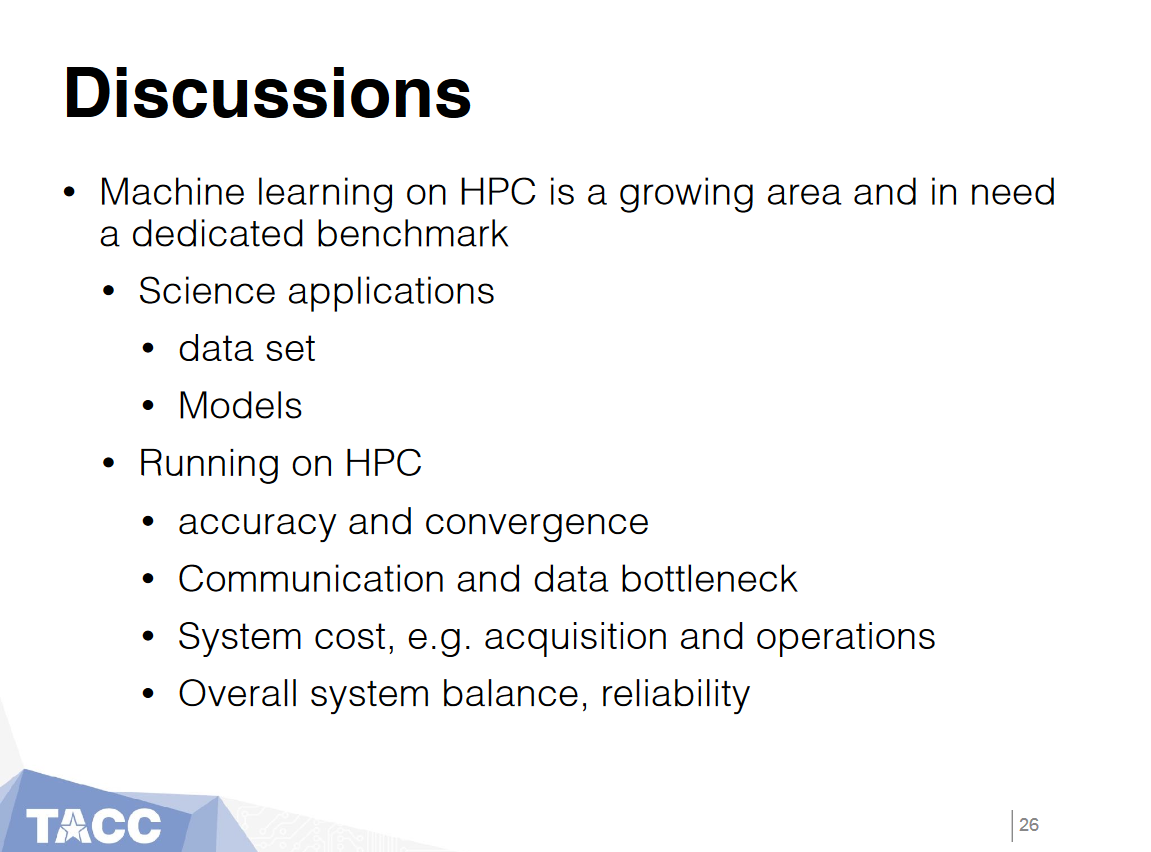 Discussions
• Machine learning on HPC is a growing area and in need
a dedicated benchmark
• Science applications
• data set
• Models
• Running on HPC
• accuracy and convergence
• Communication and data bottleneck
• System cost, e.g. acquisition and operations
• Overall system balance, reliability
TACC
26